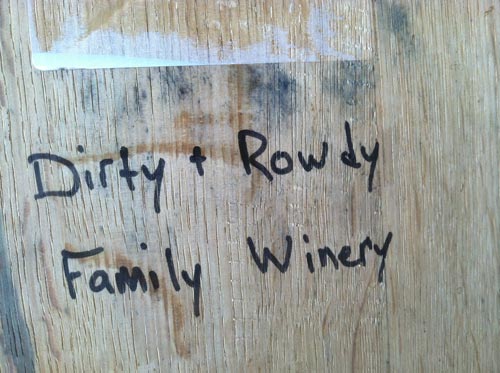 Dirty + Rowdy
Family Winery